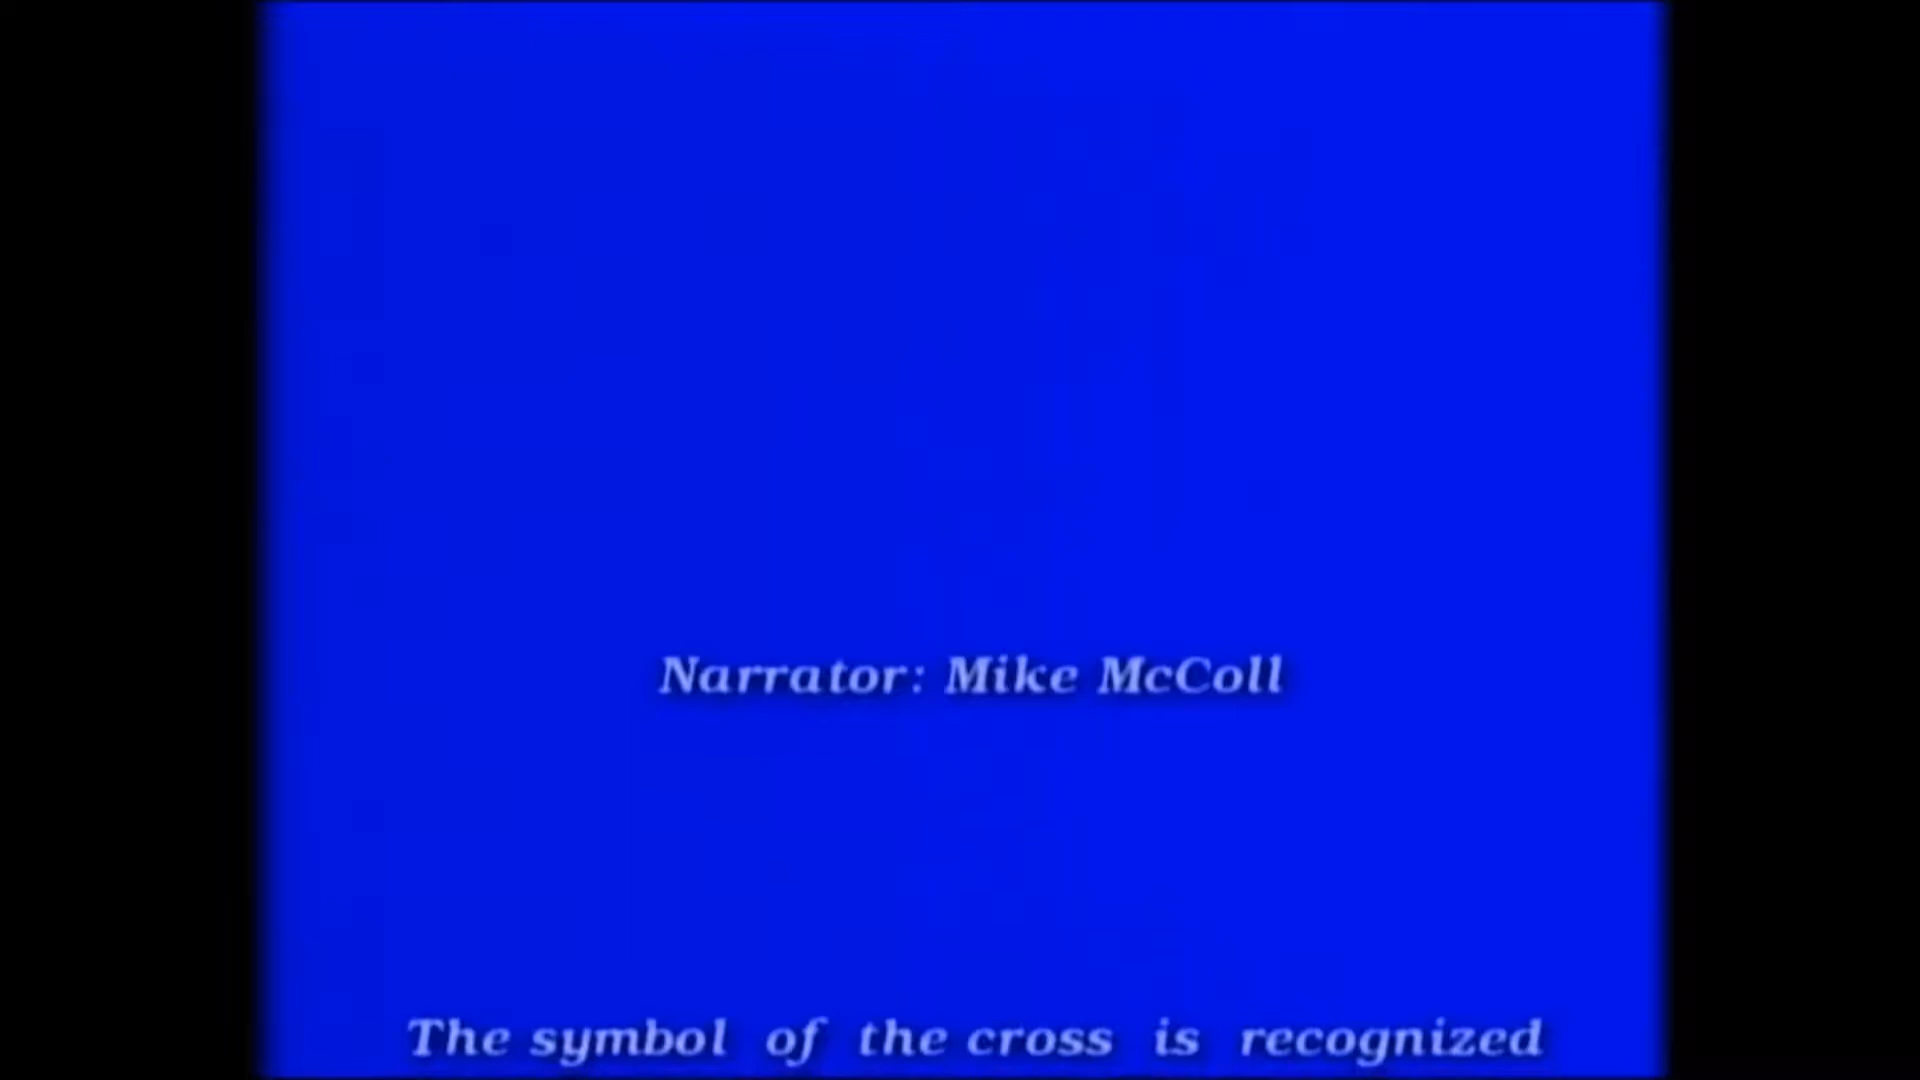 Narrator: Mike McColl
The symbol of the cross is recognized